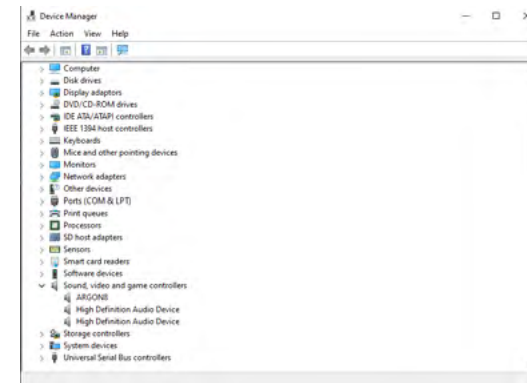 Device Manager
File Action View Help
Computer
Disk drives
Display adaptors
DVD/CD-ROM drives
IDE ATA/ATAPI controllers
IEEE 1394 host controllers
Keyboards
Mice and other pointing devices
Monitors
Network adapters
Other devices
Ports (COM & LPT)
Print queues
Processors
SD host adapters
Sensors
Smart card readers
Software devices
Sound, video and game controllers
ARGON8
High Definition Audio Device
High Definition Audio Device
Storage controllers
System devices
Universal Serial Bus controllers